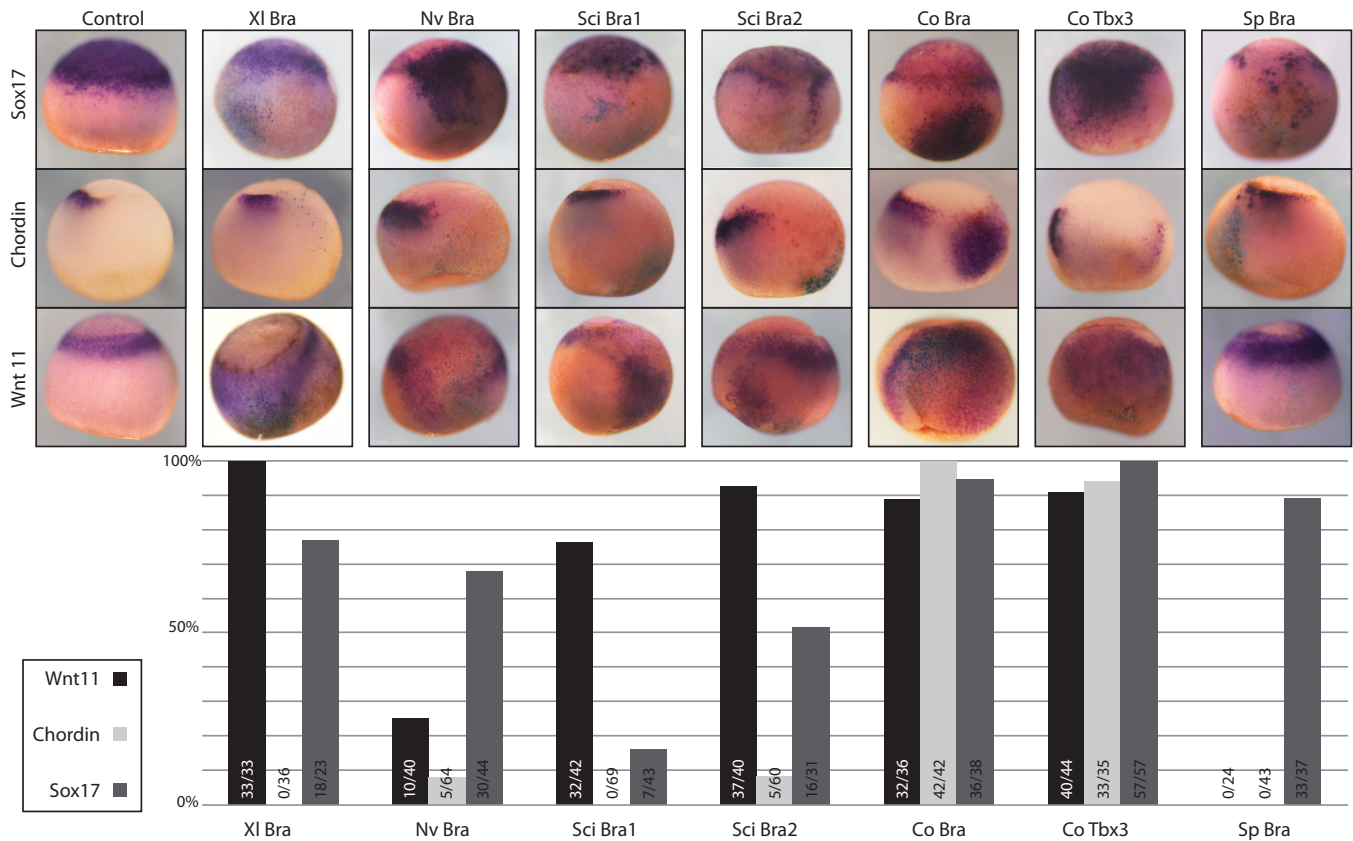 Control Xl Bra Nv Bra Sci Bra1 Sci Bra2 Co Bra Co Tbx3 Sp Bra
Sox17
Chordin
Wnt 11
100%
50%
0%
33/33 0/36 18/23 10/40 5/64 30/44 32/42 0/69 7/43 37/40 5/60 16/31 32/36 42/42 36/38 40/44 33/35 57/57 0/24 0/43 33/37
Xl Bra Nv Bra Sci Bra1 Sci Bra2 Co Bra Co Tbx3 Sp Bra
Wnt11
Chordin
Sox17